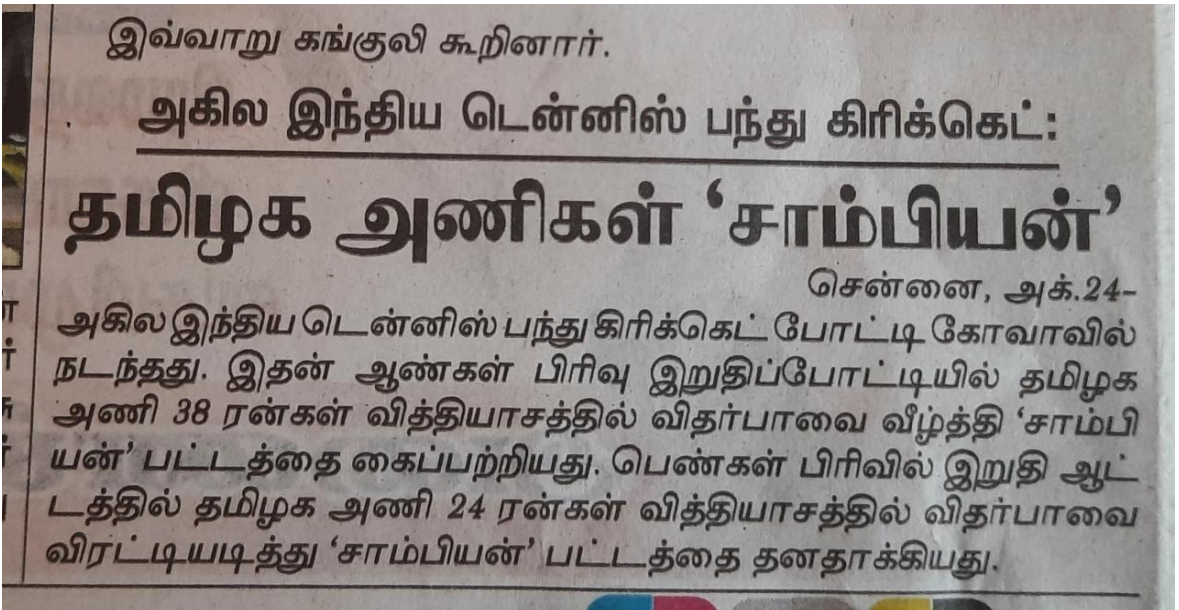 இவ்வாறு கங்குலி கூறினார்.
அகில இந்திய டென்னிஸ் பந்து கிரிக்கெட்:
தமிழக அணிகள் ‘சாம்பியன்’
சென்னை, அக்.24-
அகில இந்திய டென்னிஸ் பந்து கிரிக்கெட் போட்டி கோவாவில்
நடந்தது. இதன் ஆண்கள் பிரிவு இறுதிப்போட்டியில் தமிழக
அணி 38 ரன்கள் வித்தியாசத்தில் விதர்பாவை வீழ்த்தி ‘சாம்பி
யன்’ பட்டத்தை கைப்பற்றியது. பெண்கள் பிரிவில் இறுதி ஆட்
டத்தில் தமிழக அணி 24 ரன்கள் வித்தியாசத்தில் விதர்பாவை
விரட்டியடித்து ‘சாம்பியன்’ பட்டத்தை தனதாக்கியது.